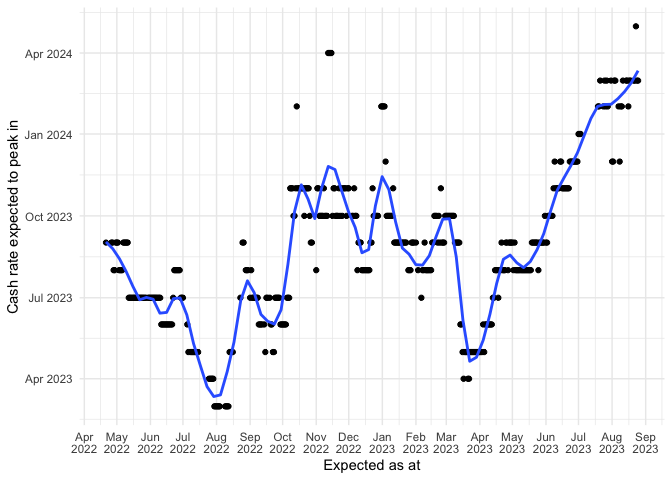 Cash rate expected to peak in
Apr 2024
Jan 2024
Oct 2023
Jul 2023
Apr 2023
Apr May Jun Jul Aug Sep Oct Nov Dec Jan Feb Mar Apr May Jun Jul Aug Sep
2022 2022 2022 2022 2022 2022 2022 2022 2022 2023 2023 2023 2023 2023 2023 2023 2023 2023
Expected as at